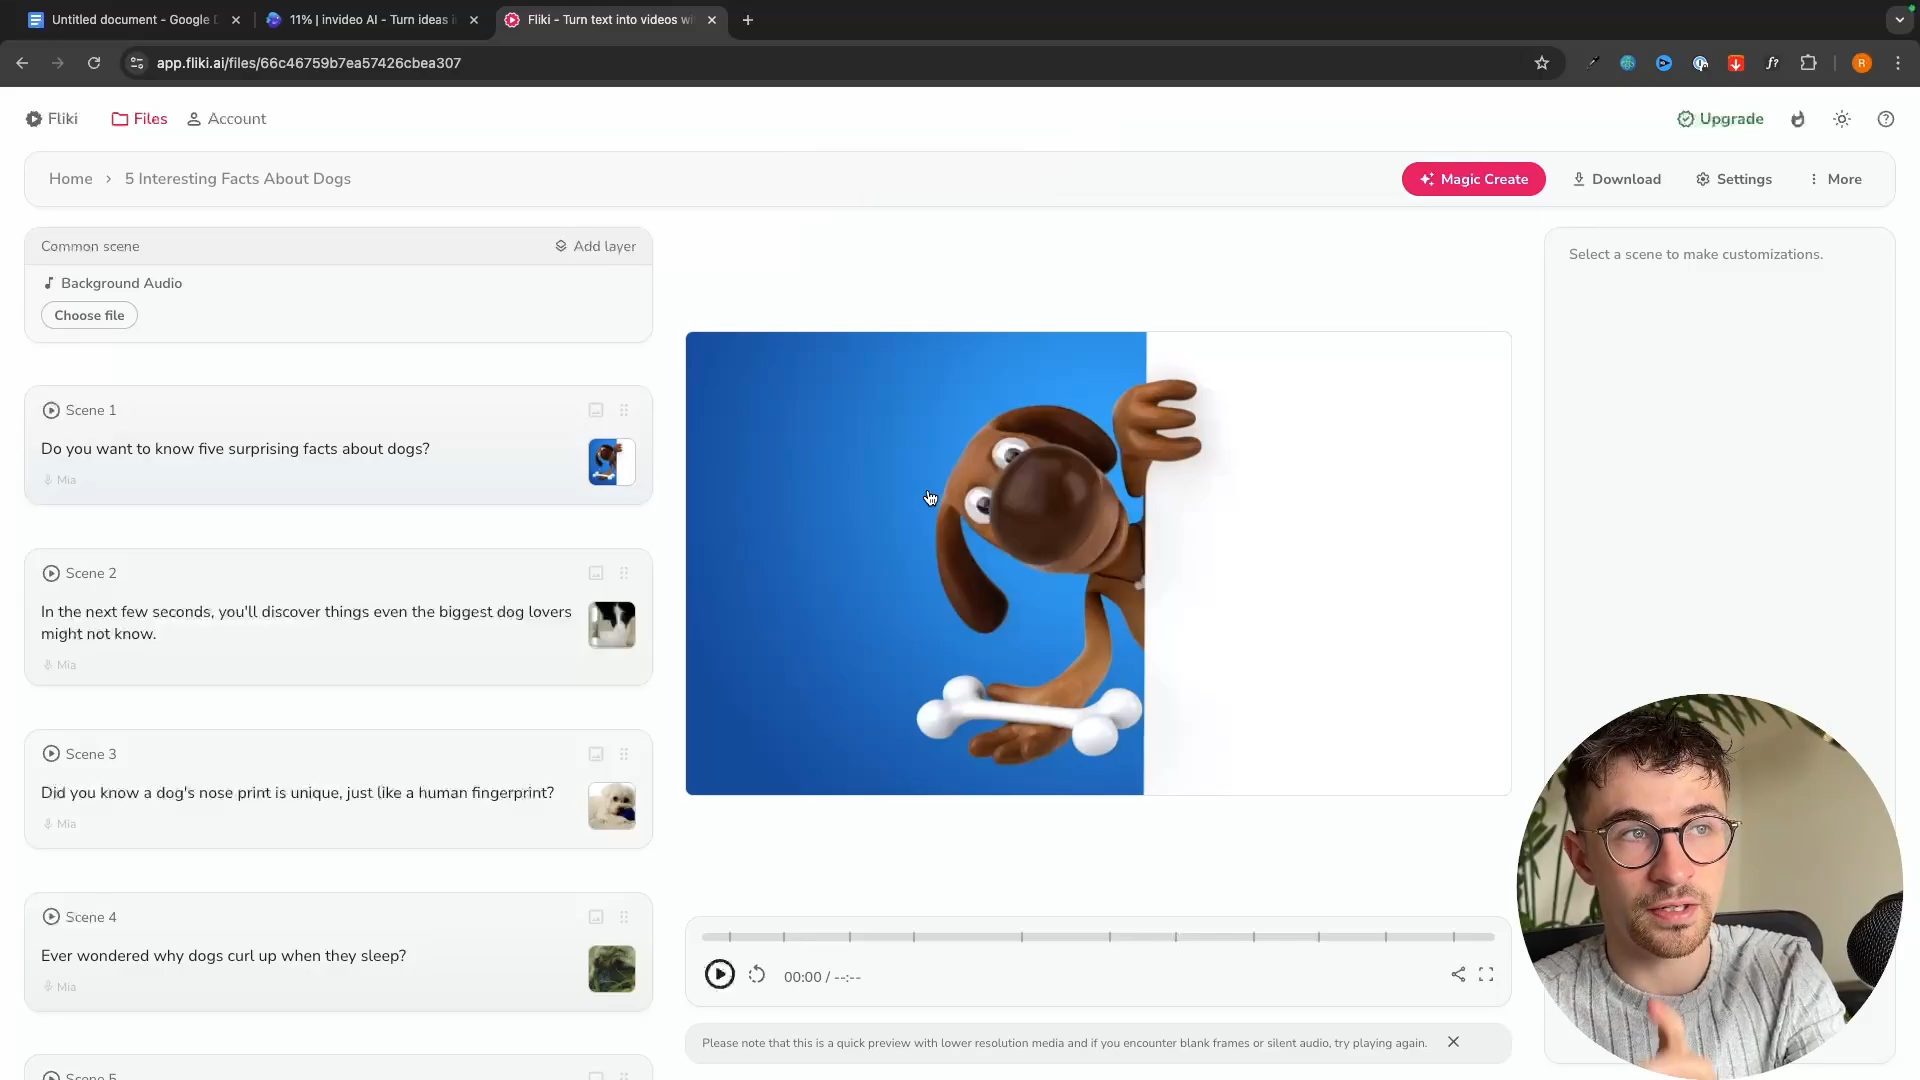 Untitled document - Google D
11% | invideo AI - Turn ideas i
Fliki - Turn text into videos wi
app.fliki.ai/files/66c46759b7ea57426cbea307
R
Fliki
Files
Account
Upgrade
Home > 5 Interesting Facts About Dogs
Magic Create
Download
Settings
More
Common scene
Add layer
Background Audio
Choose file
Scene 1
Do you want to know five surprising facts about dogs?
Mia
Scene 2
In the next few seconds, you'll discover things even the biggest dog lovers
might not know.
Mia
Scene 3
Did you know a dog's nose print is unique, just like a human fingerprint?
Mia
Scene 4
Ever wondered why dogs curl up when they sleep?
Mia
Scene 5
00:00 / --:--
Please note that this is a quick preview with lower resolution media and if you encounter blank frames or silent audio, try playing again.
Select a scene to make customizations.